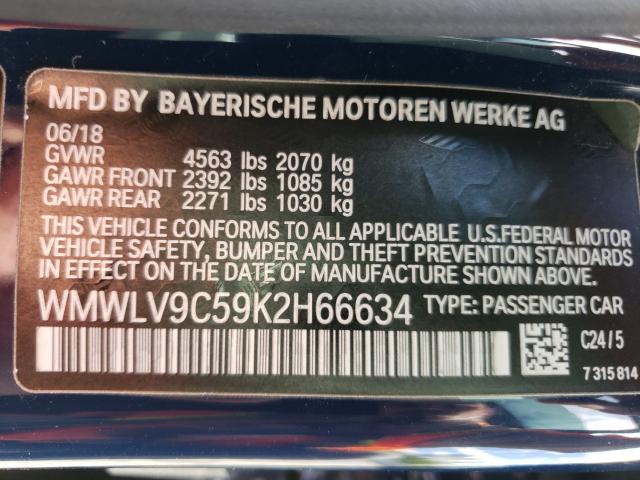 MFD BY BAYERISCHE MOTOREN WERKE AG
06/18
GVWR 4563 lbs 2070 kg
GAWR FRONT 2392 lbs 1085 kg
GAWR REAR 2271 lbs 1030 kg
THIS VEHICLE CONFORMS TO ALL APPLICABLE U.S.FEDERAL MOTOR
VEHICLE SAFETY, BUMPER AND THEFT PREVENTION STANDARDS
IN EFFECT ON THE DATE OF MANUFACTURE SHOWN ABOVE.
WMWLV9C59K2H66634 TYPE: PASSENGER CAR
C24/5
7315814